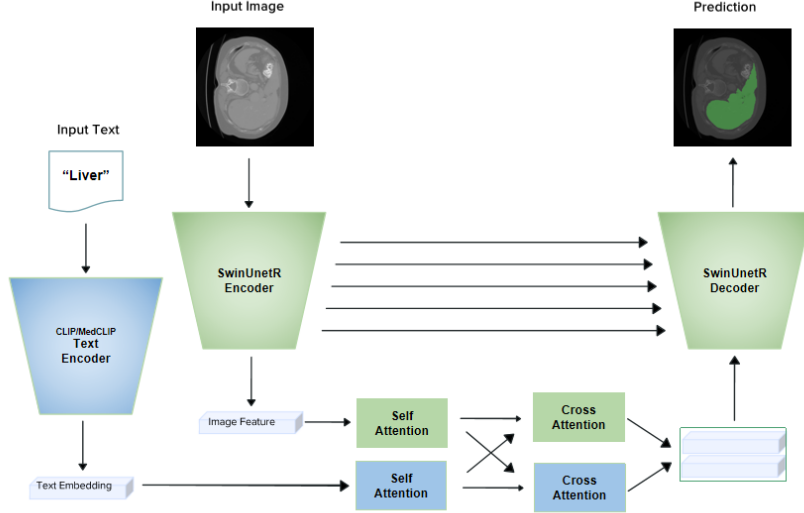 Input Image
Prediction
Input Text
“Liver”
SwinUnetR
Encoder
SwinUnetR
Decoder
CLIP/MedCLIP
Text
Encoder
Image Feature
Self
Attention
Cross
Attention
Text Embedding
Self
Attention
Cross
Attention